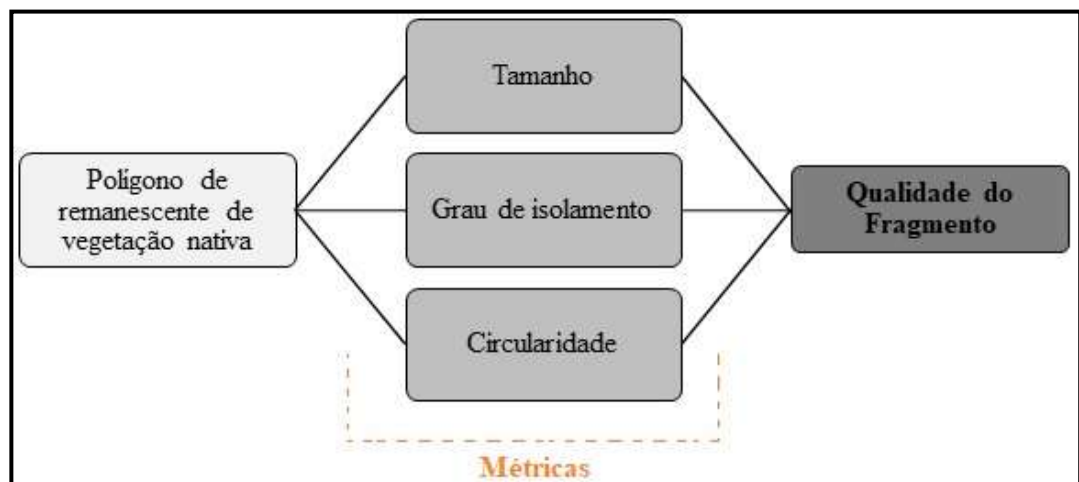 Tamanho
Polígono de
remanescente de
vegetação nativa
Grau de isolamento
Qualidade do
Fragmento
Circularidade
Métricas